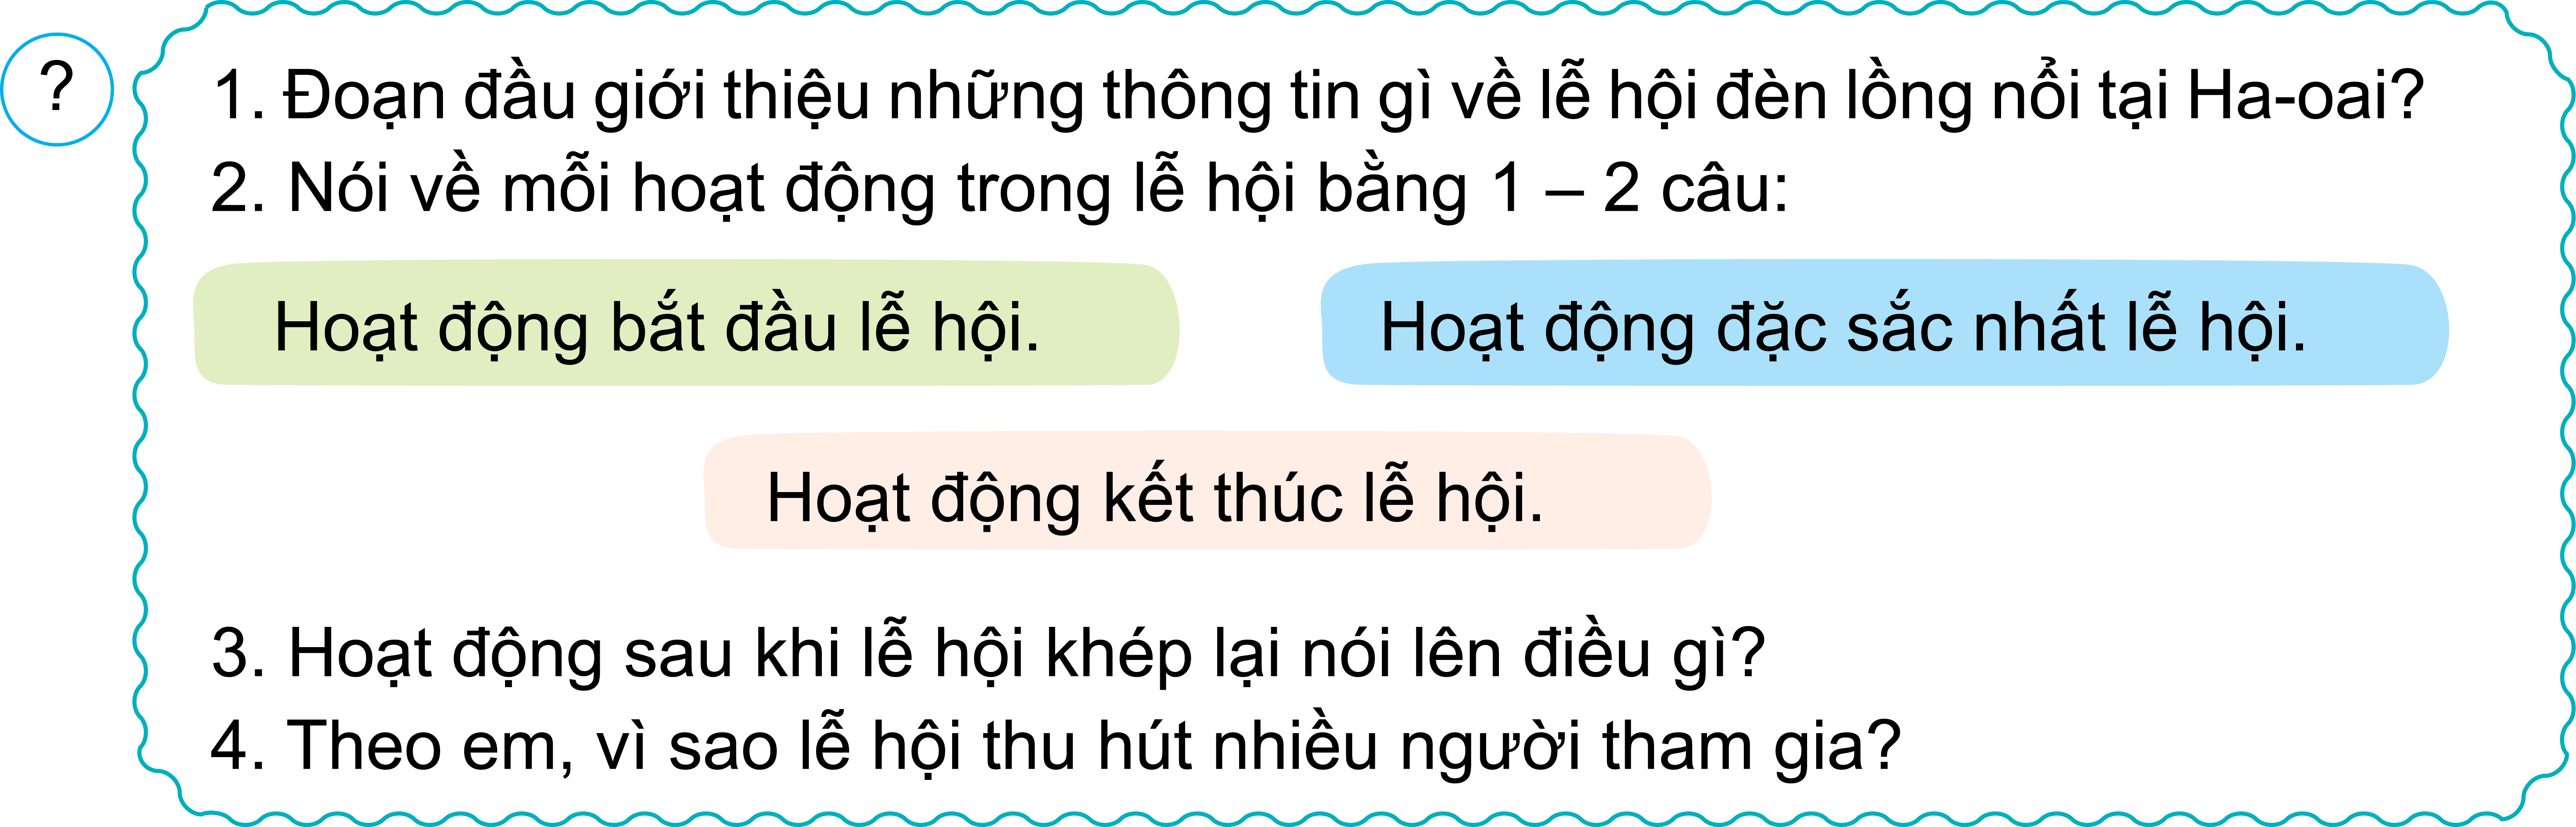 ?
1. Đoạn đầu giới thiệu những thông tin gì về lễ hội đèn lồng nổi tại Ha-oai?
2. Nói về mỗi hoạt động trong lễ hội bằng 1 – 2 câu:
Hoạt động bắt đầu lễ hội.
Hoạt động đặc sắc nhất lễ hội.
Hoạt động kết thúc lễ hội.
3. Hoạt động sau khi lễ hội khép lại nói lên điều gì?
4. Theo em, vì sao lễ hội thu hút nhiều người tham gia?